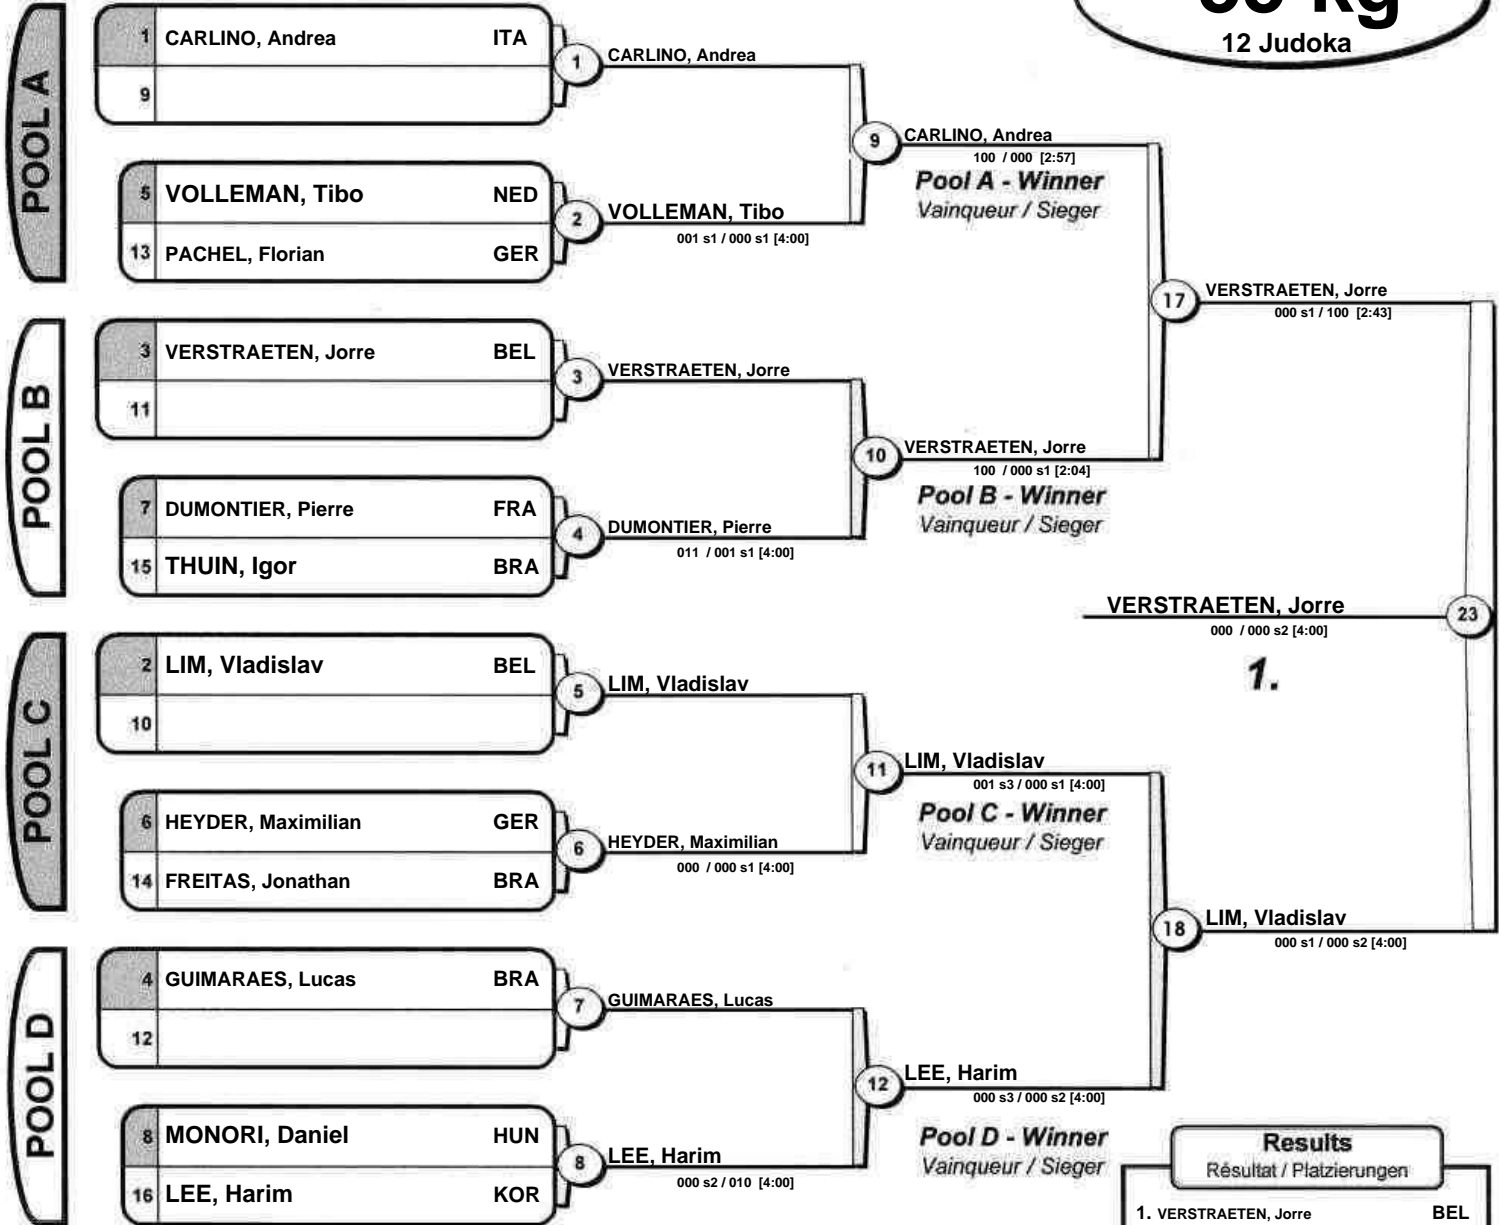 12 Judoka
POOL A
1 CARLINO, Andrea ITA
9
5 VOLLEMAN, Tibo NED
13 PACHEL, Florian GER
POOL B
3 VERSTRAETEN, Jorre BEL
11
7 DUMONTIER, Pierre FRA
15 THUIN, Igor BRA
POOL C
2 LIM, Vladislav BEL
10
6 HEYDER, Maximilian GER
14 FREITAS, Jonathan BRA
POOL D
4 GUIMARAES, Lucas BRA
12
8 MONORI, Daniel HUN
16 LEE, Harim KOR
1 CARLINO, Andrea
2 VOLLEMAN, Tibo
001 s1 / 000 s1 [4:00]
3 VERSTRAETEN, Jorre
4 DUMONTIER, Pierre
011 / 001 s1 [4:00]
5 LIM, Vladislav
6 HEYDER, Maximilian
000 / 000 s1 [4:00]
7 GUIMARAES, Lucas
8 LEE, Harim
000 s2 / 010 [4:00]
9 CARLINO, Andrea
100 / 000 [2:57]
Pool A - Winner
Vainqueur / Sieger
10 VERSTRAETEN, Jorre
100 / 000 s1 [2:04]
Pool B - Winner
Vainqueur / Sieger
11 LIM, Vladislav
001 s3 / 000 s1 [4:00]
Pool C - Winner
Vainqueur / Sieger
12 LEE, Harim
000 s3 / 000 s2 [4:00]
Pool D - Winner
Vainqueur / Sieger
17 VERSTRAETEN, Jorre
000 s1 / 100 [2:43]
18 LIM, Vladislav
000 s1 / 000 s2 [4:00]
VERSTRAETEN, Jorre 23
000 / 000 s2 [4:00]
1.
Results
Résultat / Platzierungen
1. VERSTRAETEN, Jorre BEL